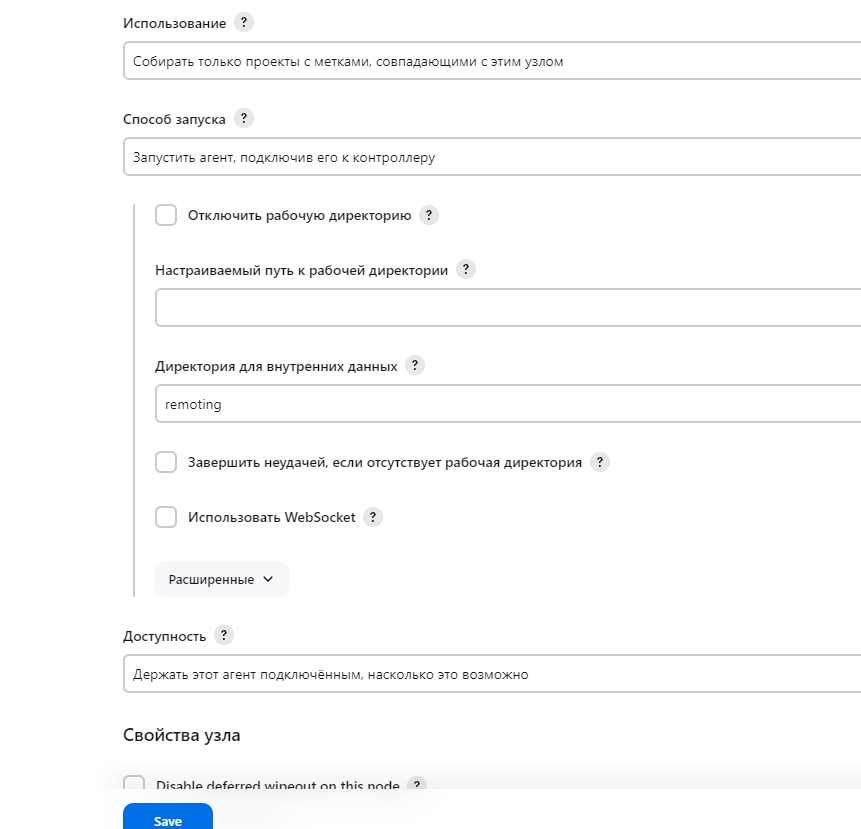 Использование ?
Собирать только проекты с метками, совпадающими с этим узлом
Способ запуска ?
Запустить агент, подключив его к контроллеру
Отключить рабочую директорию ?
Настраиваемый путь к рабочей директории ?
Директория для внутренних данных ?
remoting
Завершить неудачей, если отсутствует рабочая директория ?
Использовать WebSocket ?
Расширенные
Доступность ?
Держать этот агент подключённым, насколько это возможно
Свойства узла
Disable deferred wipeout on this node ?
Save